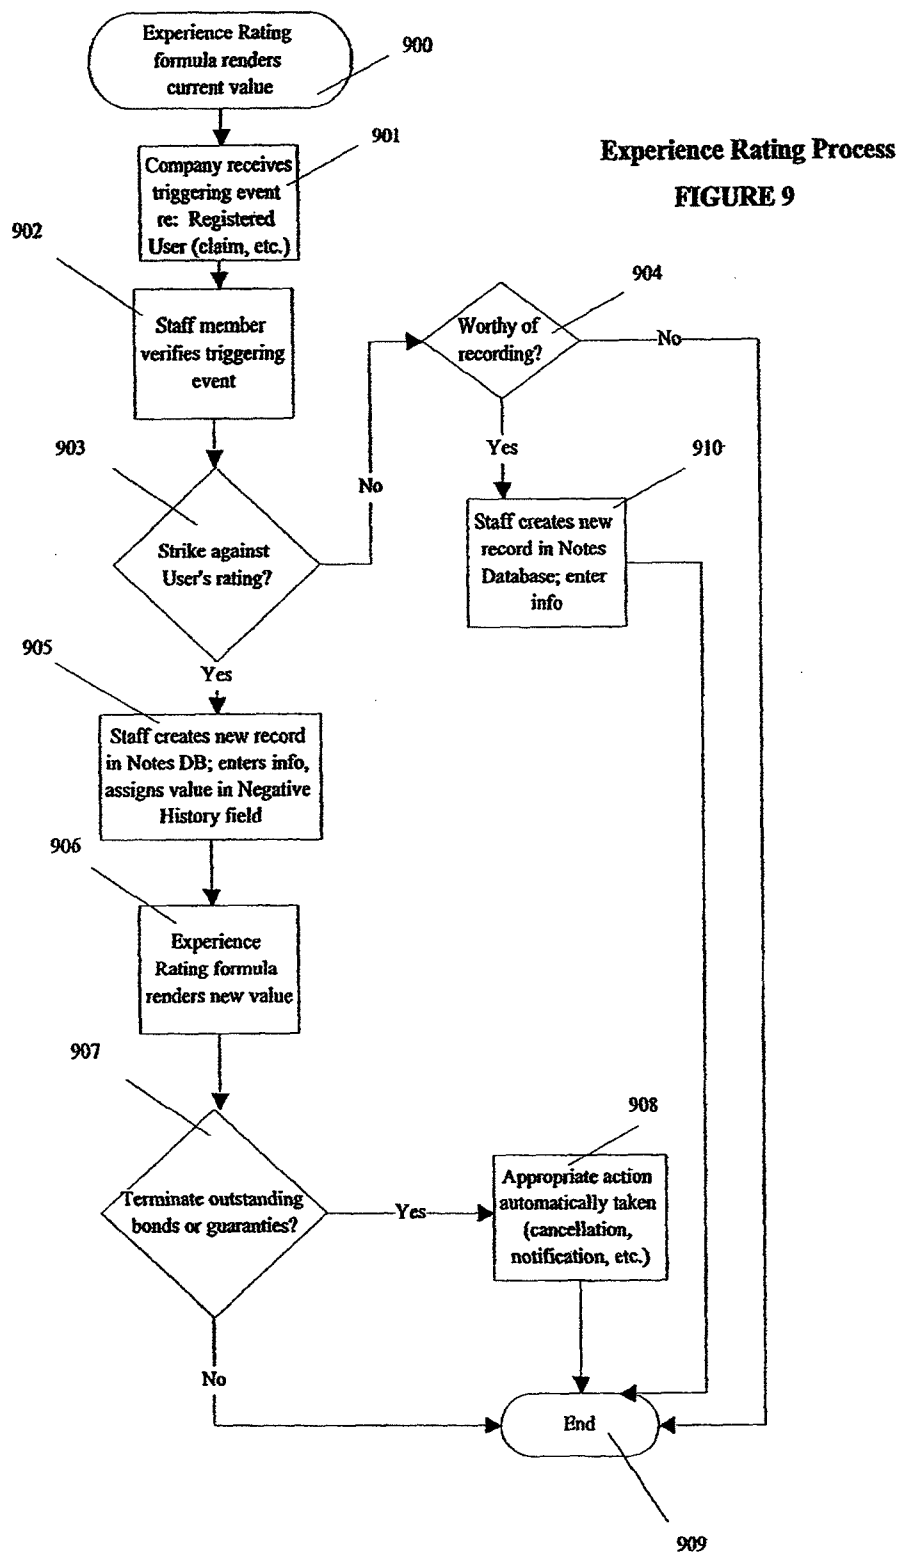 Experience Rating
formula renders
current value
900
901
Experience Rating Process
FIGURE 9
Company receives
triggering event
re: Registered
User (claim, etc.)
902
904
Staff member
verifies triggering
event
Worthy of
recording?
No
903
Yes
910
No
Strike against
User's rating?
Staff creates new
record in Notes
Database; enter
info
905
Yes
Staff creates new record
in Notes DB; enters info,
assigns value in Negative
History field
906
Experience
Rating formula
renders new value
907
908
Terminate outstanding
bonds or guaranties?
Yes
Appropriate action
automatically taken
(cancellation,
notification, etc.)
No
End
909